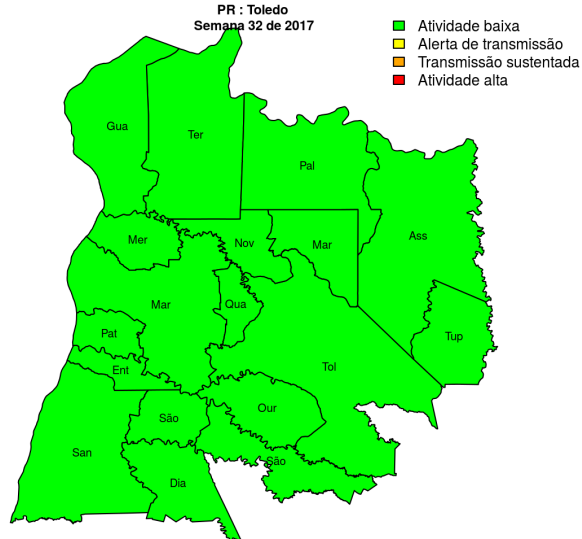 PR : Toledo
Semana 32 de 2017
Atividade baixa
Alerta de transmissão
Transmissão sustentada
Atividade alta
Gua
Ter
Pal
Ass
Mer
Nov
Mar
Mar
Qua
Pat
Tup
Ent
Tol
São
Our
San
São
Dia